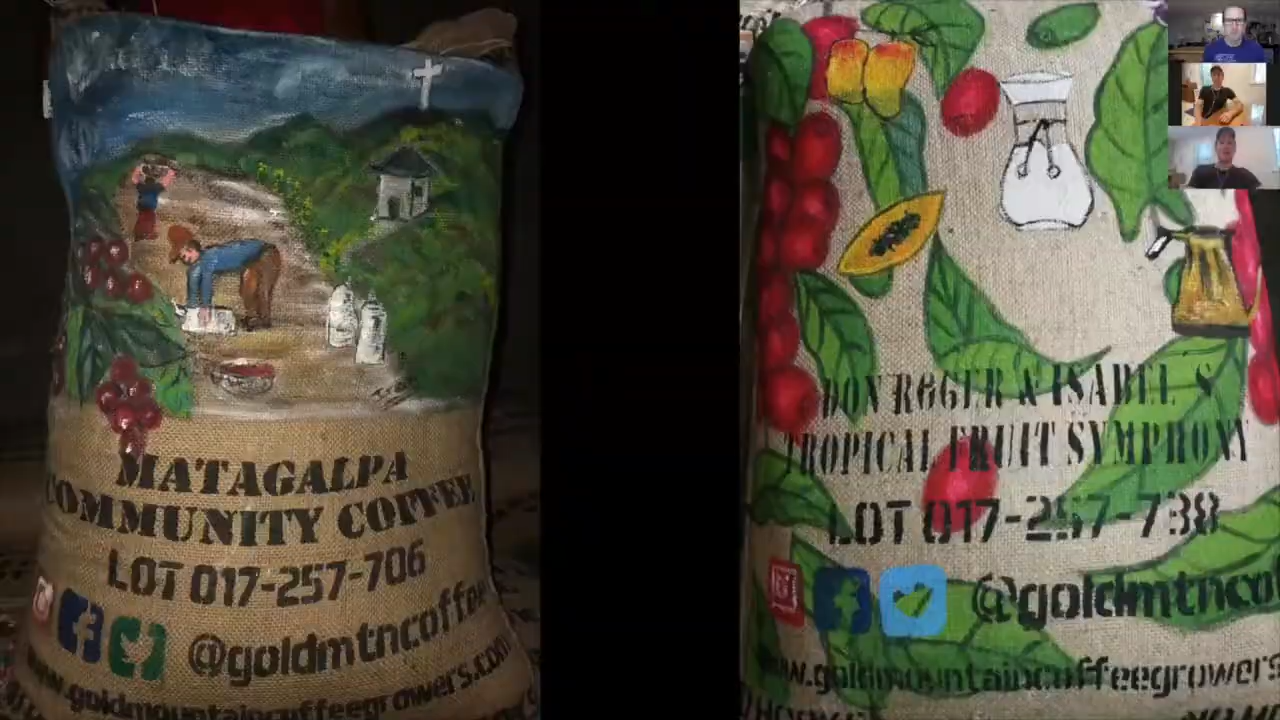 MATAGALPA
COMMUNITY COFFEE
LOT 017-257-706
@goldmtncoffee
www.goldmountaincoffeegrowers.com
DON ROGER & ISABEL S
TROPICAL FRUIT SYMPHONY
LOT 017-257-738
@goldmtnco
www.goldmountaincoffeegrowers